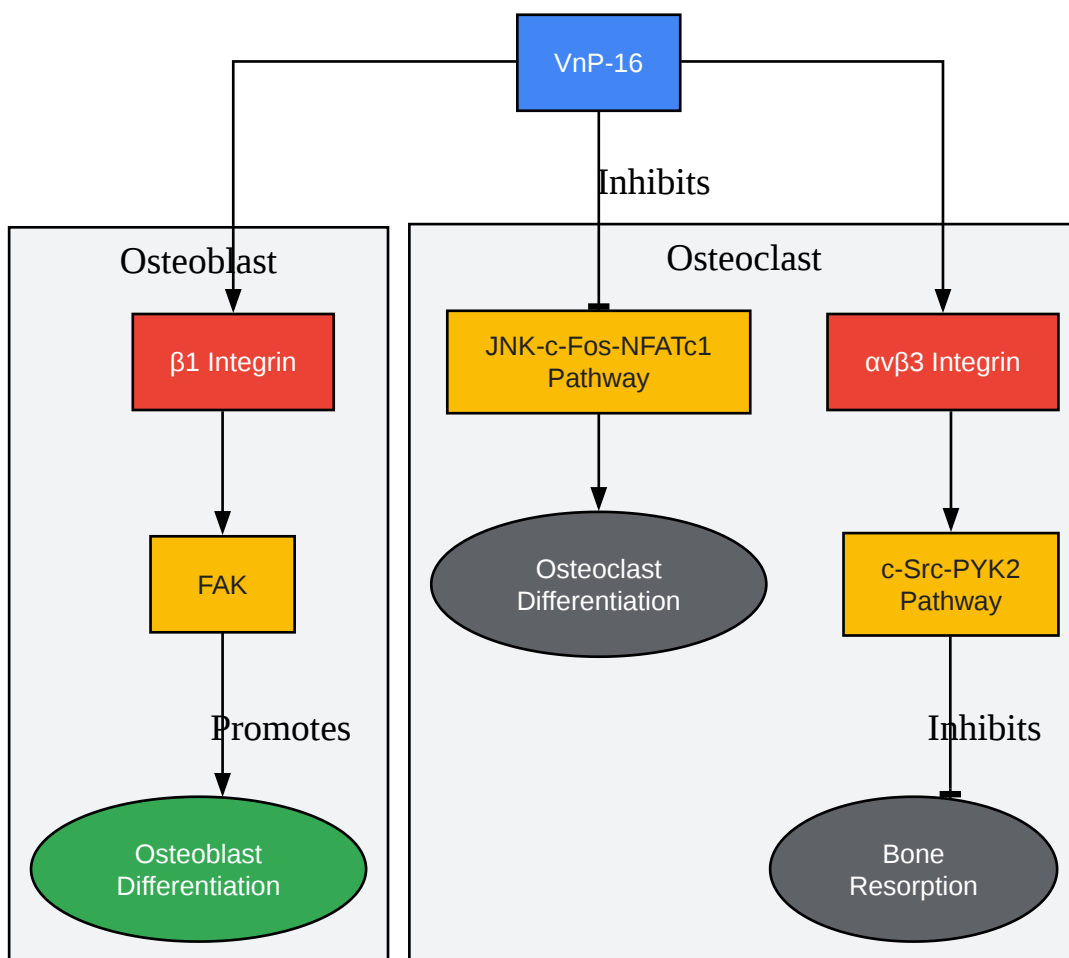 VnP-16
Inhibits
Osteoblast
Osteoclast
β1 Integrin
JNK-c-Fos-NFATc1
Pathway
αvβ3 Integrin
FAK
Osteoclast
Differentiation
c-Src-PYK2
Pathway
Promotes
Inhibits
Osteoblast
Differentiation
Bone
Resorption